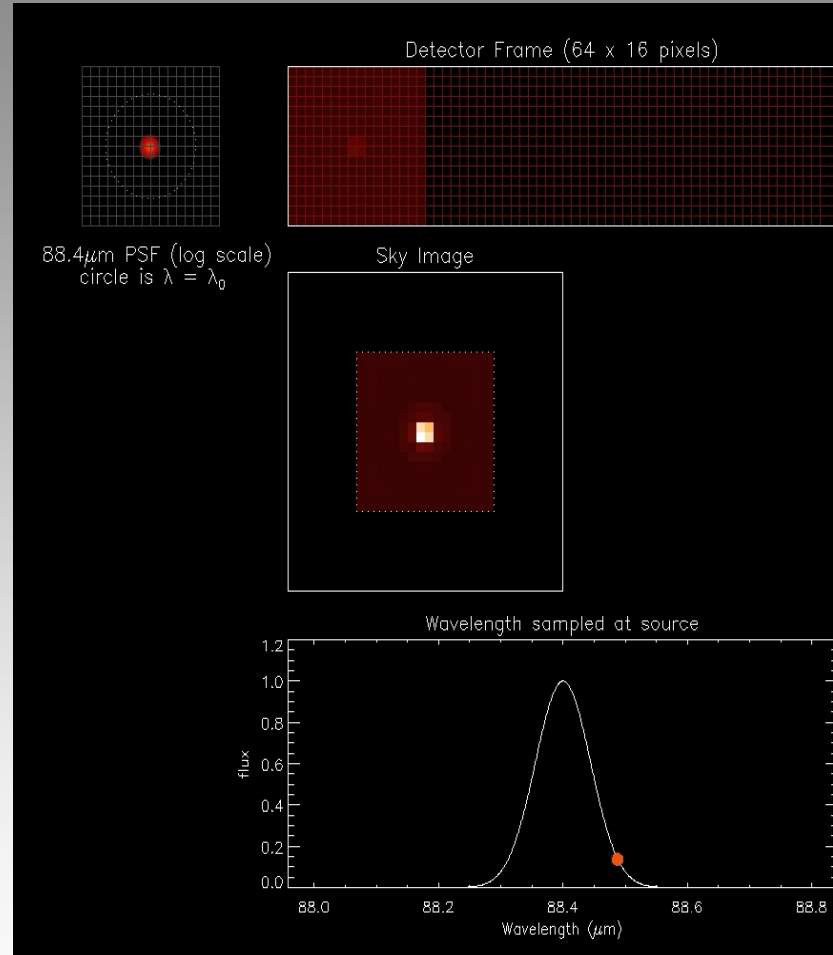 Detector Frame (64 x 16 pixels)
88.4μm PSF (log scale)
circle is λ = λ₀
Sky Image
Wavelength sampled at source
1.2
1.0
0.8
0.6
0.4
0.2
0.0
flux
88.0 88.2 88.4 88.6 88.8
Wavelength (μm)